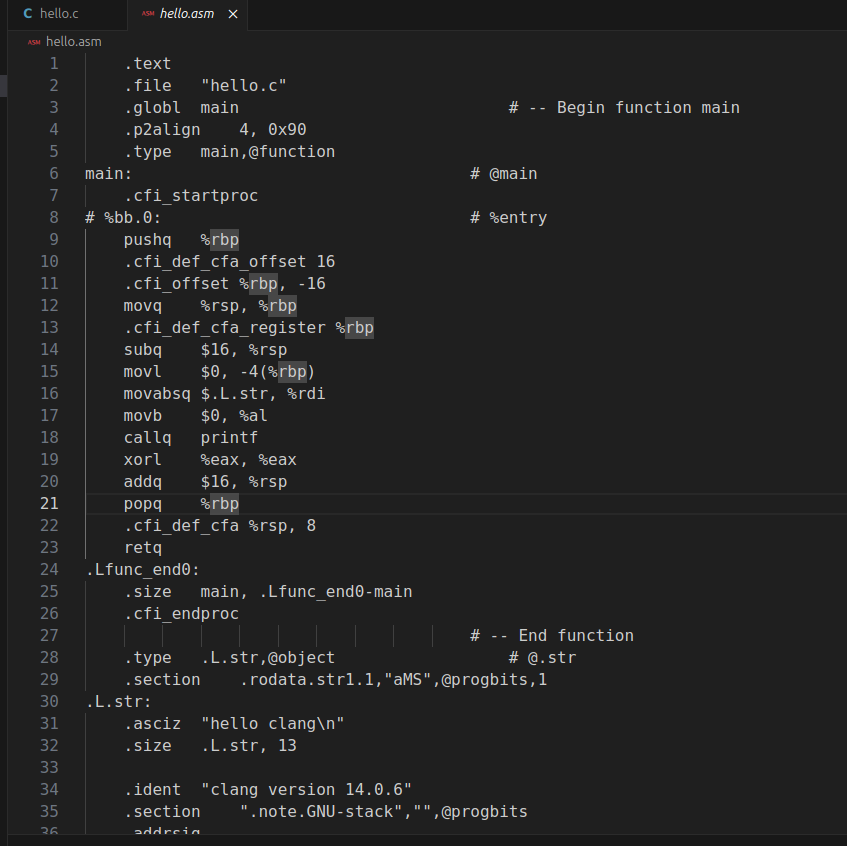 C hello.c ASM hello.asm ×
ASM hello.asm
1 .text
2 .file "hello.c"
3 .globl main # -- Begin function main
4 .p2align 4, 0x90
5 .type main,@function
6 main: # @main
7 .cfi_startproc
8 # %bb.0: # %entry
9 pushq %rbp
10 .cfi_def_cfa_offset 16
11 .cfi_offset %rbp, -16
12 movq %rsp, %rbp
13 .cfi_def_cfa_register %rbp
14 subq $16, %rsp
15 movl $0, -4(%rbp)
16 movabsq $.L.str, %rdi
17 movb $0, %al
18 callq printf
19 xorl %eax, %eax
20 addq $16, %rsp
21 popq %rbp
22 .cfi_def_cfa %rsp, 8
23 retq
24 .Lfunc_end0:
25 .size main, .Lfunc_end0-main
26 .cfi_endproc
27 # -- End function
28 .type .L.str,@object # @.str
29 .section .rodata.str1.1,"aMS",@progbits,1
30 .L.str:
31 .asciz "hello clang\n"
32 .size .L.str, 13
33
34 .ident "clang version 14.0.6"
35 .section ".note.GNU-stack","",@progbits
36 .addrsig